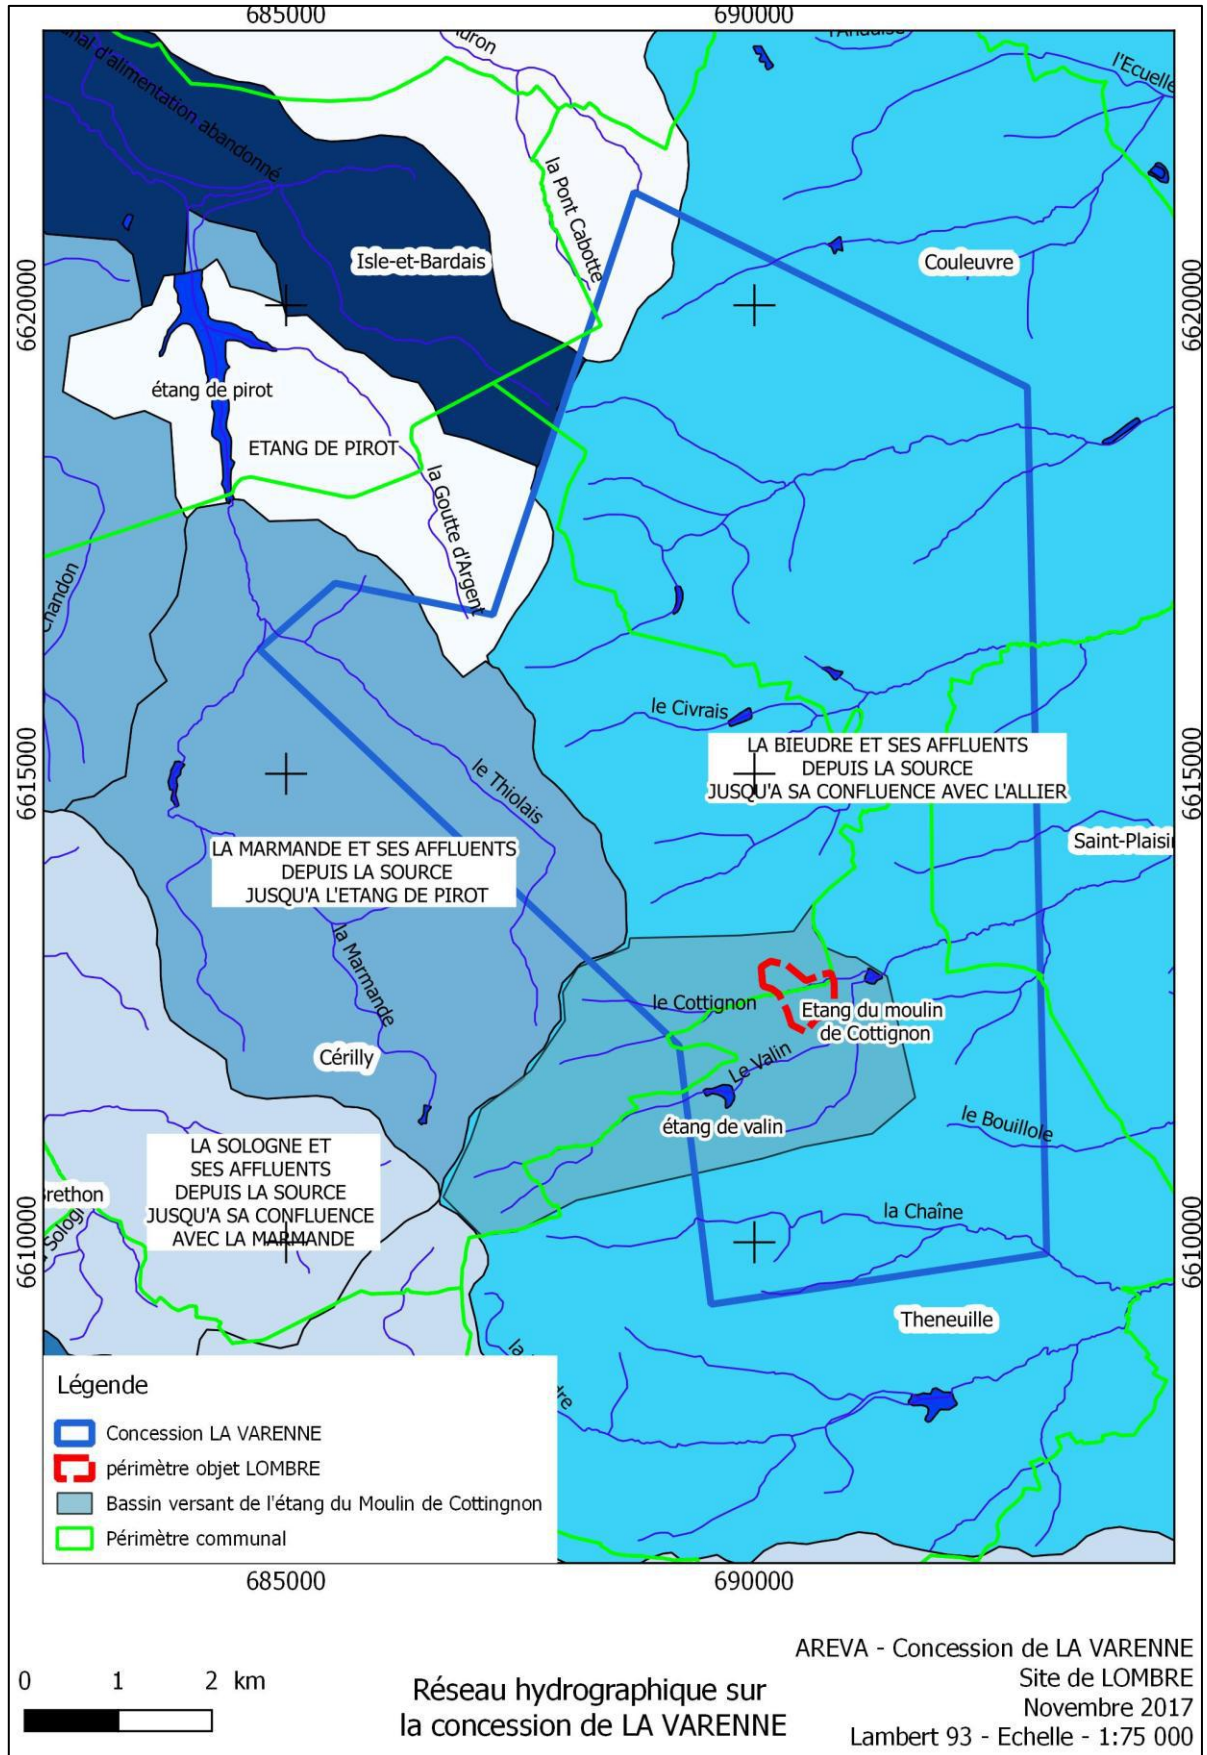 685000
690000
l'Ecuelle
canal d'alimentation abandonné
la Pont Cabotte
Isle-et-Bardais
Couleuvre
6620000
6620000
étang de pirot
ETANG DE PIROT
la Goutte d'Argent
Chandon
le Civrais
LA BIEUDRE ET SES AFFLUENTS
DEPUIS LA SOURCE
JUSQU'A SA CONFLUENCE AVEC L'ALLIER
6615000
6615000
le Thiolais
Saint-Plaisir
LA MARMANDE ET SES AFFLUENTS
DEPUIS LA SOURCE
JUSQU'A L'ETANG DE PIROT
la Marmande
le Cottignon
Etang du moulin
de Cottignon
Cérilly
Le Valin
étang de valin
le Bouillole
LA SOLOGNE ET
SES AFFLUENTS
DEPUIS LA SOURCE
JUSQU'A SA CONFLUENCE
AVEC LA MARMANDE
Brethon
Sologn
la Chaîne
6610000
6610000
Theneuille
Légende
Concession LA VARENNE
périmètre objet LOMBRE
Bassin versant de l'étang du Moulin de Cottingnon
Périmètre communal
685000
690000
0 1 2 km
Réseau hydrographique sur
la concession de LA VARENNE
AREVA - Concession de LA VARENNE
Site de LOMBRE
Novembre 2017
Lambert 93 - Echelle - 1:75 000